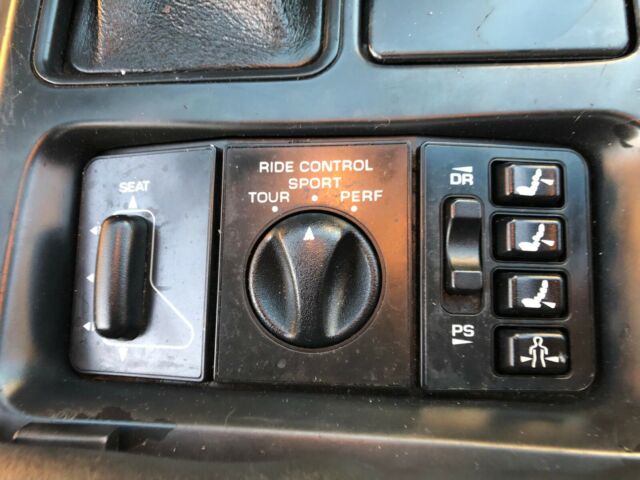 SEAT
RIDE CONTROL
SPORT
TOUR PERF
DR
PS